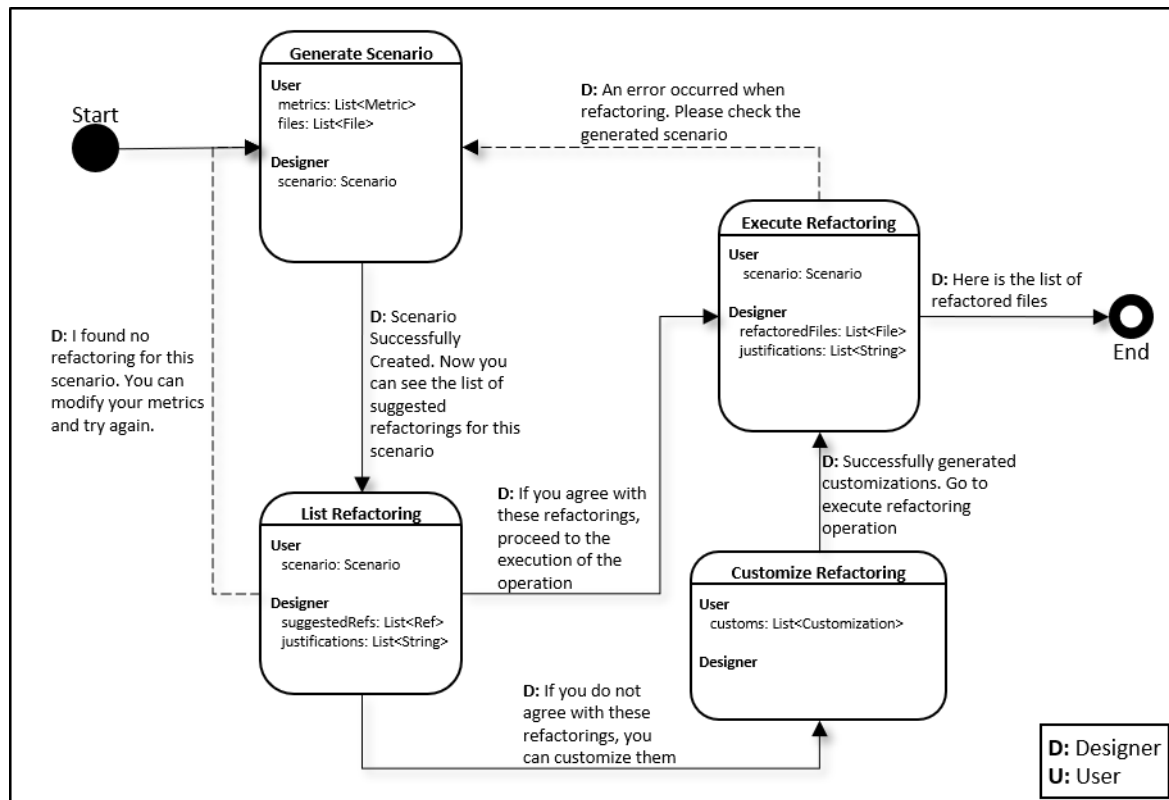 Generate Scenario
User
metrics: List<Metric>
files: List<File>
Designer
scenario: Scenario
Start
D: An error occurred when
refactoring. Please check the
generated scenario
Execute Refactoring
User
scenario: Scenario
Designer
refactoredFiles: List<File>
justifications: List<String>
D: Here is the list of
refactored files
End
D: I found no
refactoring for this
scenario. You can
modify your metrics
and try again.
D: Scenario
Successfully
Created. Now you
can see the list of
suggested
refactorings for this
scenario
List Refactoring
User
scenario: Scenario
Designer
suggestedRefs: List<Ref>
justifications: List<String>
D: If you agree with
these refactorings,
proceed to the
execution of the
operation
D: Successfully generated
customizations. Go to
execute refactoring
operation
Customize Refactoring
User
customs: List<Customization>
Designer
D: If you do not
agree with these
refactorings, you
can customize them
D: Designer
U: User